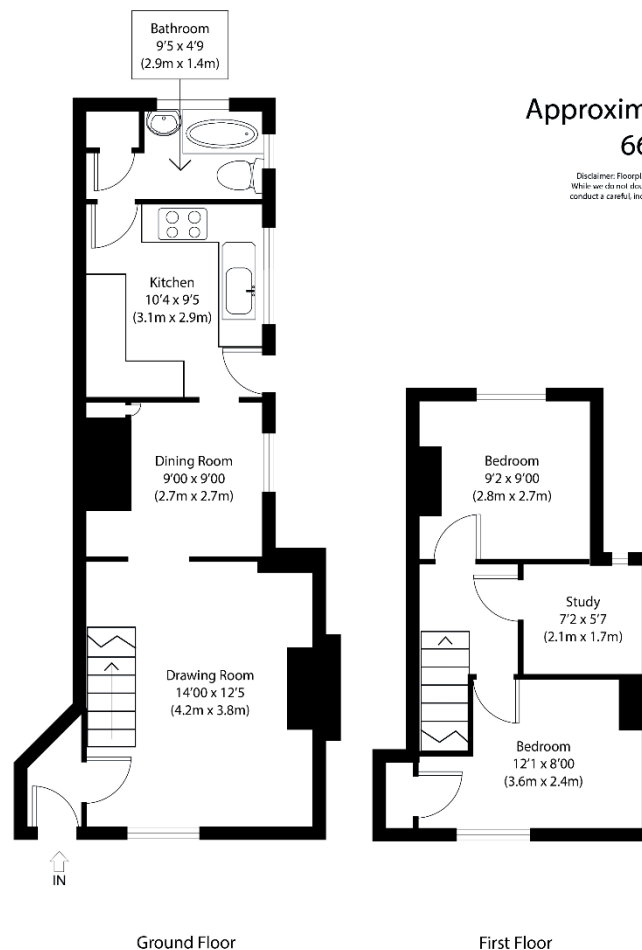 Bathroom
9'5 x 4'9
(2.9m x 1.4m)
Kitchen
10'4 x 9'5
(3.1m x 2.9m)
Dining Room
9'00 x 9'00
(2.7m x 2.7m)
Drawing Room
14'00 x 12'5
(4.2m x 3.8m)
IN
Ground Floor
Approxim
66
Disclaimer: Floorpla
While we do not dou
conduct a careful, in
Bedroom
9'2 x 9'00
(2.8m x 2.7m)
Study
7'2 x 5'7
(2.1m x 1.7m)
Bedroom
12'1 x 8'00
(3.6m x 2.4m)
First Floor